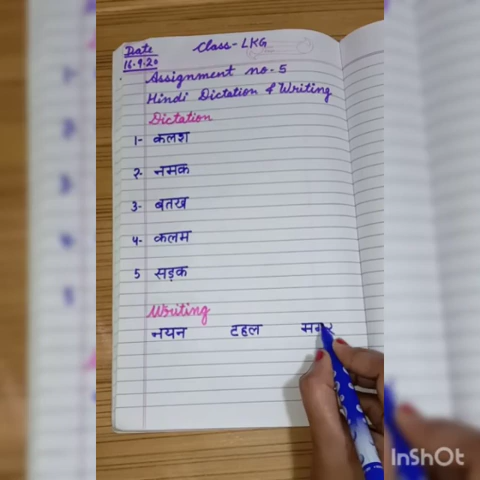 Date
Class - LKG
16.9.20
Assignment no. 5
Hindi Dictation & Writing
Dictation
1- कलश
2- नमक
3- बतख
4- कलम
5 सड़क
Writing
नयन टहल
InShOt